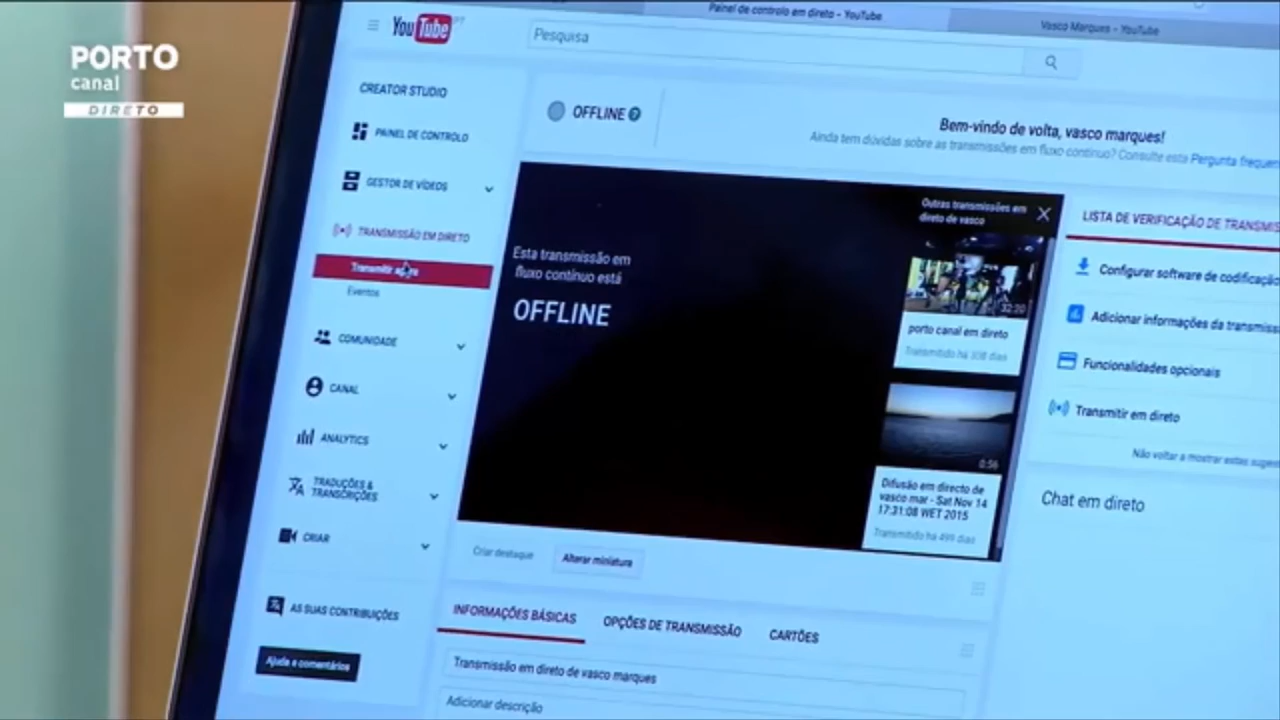 PORTO
canal
DIRETO
Painel de controlo em direto - YouTube
Vasco Marques - YouTube
YouTube PT
Pesquisa
CREATOR STUDIO
PAINEL DE CONTROLO
GESTOR DE VÍDEOS
TRANSMISSÃO EM DIRETO
Transmitir agora
Eventos
COMUNIDADE
CANAL
ANALYTICS
TRADUÇÕES &
TRANSCRIÇÕES
CRIAR
AS SUAS CONTRIBUIÇÕES
Ajuda e comentários
OFFLINE ?
Bem-vindo de volta, vasco marques!
Ainda tem dúvidas sobre as transmissões em fluxo contínuo? Consulte esta Pergunta frequen
Esta transmissão em
fluxo contínuo está
OFFLINE
Outras transmissões em
direto de vasco
32:20
porto canal em direto
Transmitido há 338 dias
0:56
Difusão em directo de
vasco mar - Sat Nov 14
17:31:08 WET 2015
Transmitido há 499 dias
Criar destaque
Alterar miniatura
INFORMAÇÕES BÁSICAS
OPÇÕES DE TRANSMISSÃO
CARTÕES
Transmissão em direto de vasco marques
Adicionar descrição
LISTA DE VERIFICAÇÃO DE TRANSMIS
Configurar software de codificação
Adicionar informações da transmiss
Funcionalidades opcionais
Transmitir em direto
Não voltar a mostrar estas suges
Chat em direto